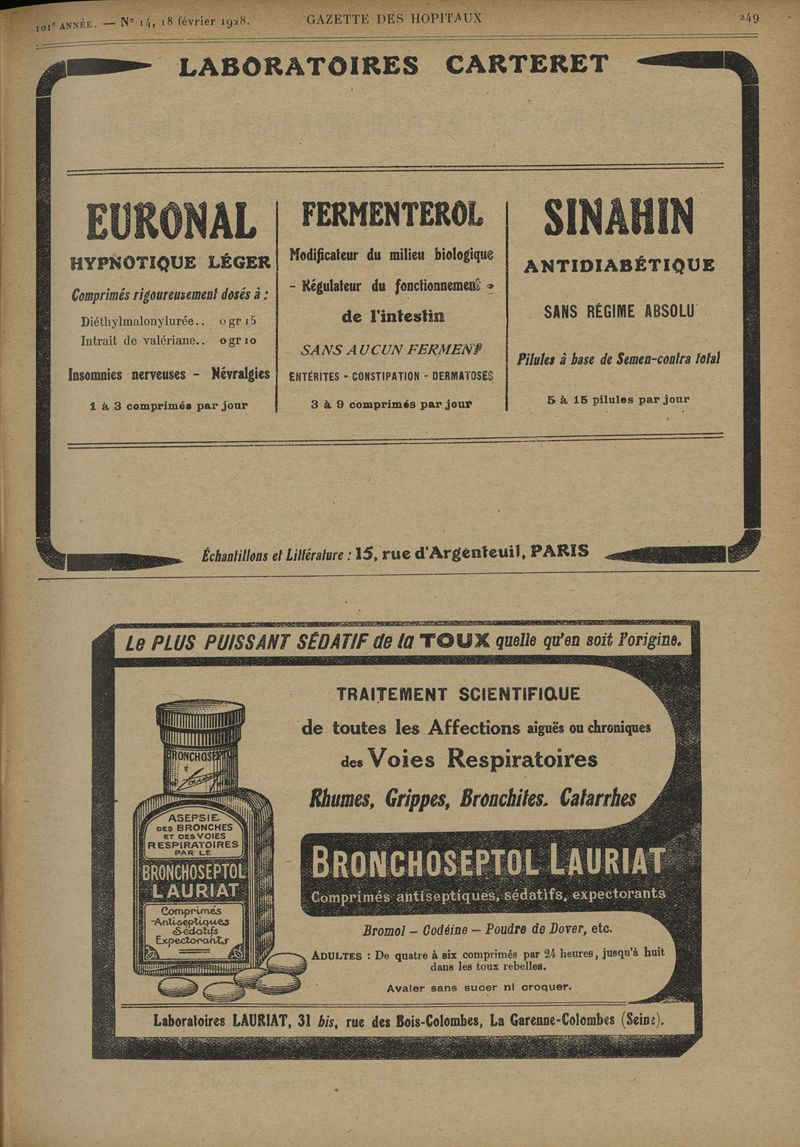 101e ANNÉE. — N° 14, 18 février 1928.
GAZETTE DES HOPITAUX
249
LABORATOIRES CARTERET
EURONAL
HYPNOTIQUE LÉGER
Comprimés rigoureusement dosés à :
Diéthylmalonylurée.. 0 gr 15
Intrait de valériane.. 0 gr 10
Insomnies nerveuses - Névralgies
1 à 3 comprimés par jour
FERMENTEROL
Modificateur du milieu biologique
- Régulateur du fonctionnement -
de l'intestin
SANS AUCUN FERMENT
ENTÉRITES - CONSTIPATION - DERMATOSES
3 à 9 comprimés par jour
SINAHIN
ANTIDIABÉTIQUE
SANS RÉGIME ABSOLU
Pilules à base de Semen-contra total
5 à 15 pilules par jour
Échantillons et Littérature : 15, rue d'Argenteuil, PARIS
Le PLUS PUISSANT SÉDATIF de la TOUX quelle qu'en soit l'origine.
TRAITEMENT SCIENTIFIQUE
de toutes les Affections aiguës ou chroniques
des Voies Respiratoires
Rhumes, Grippes, Bronchites. Catarrhes
BRONCHOSEPTOL LAURIAT
Comprimés antiseptiques, sédatifs, expectorants
Bromol — Codéine — Poudre de Dover, etc.
ADULTES : De quatre à six comprimés par 24 heures, jusqu'à huit
dans les toux rebelles.
Avaler sans sucer ni croquer.
BRONCHOSEPTOL
ASEPSIE
DES BRONCHES
ET DES VOIES
RESPIRATOIRES
PAR LE
BRONCHOSEPTOL
LAURIAT
Comprimés
Antiseptiques
Sédatifs
Expectorants
Laboratoires LAURIAT, 31 bis, rue des Bois-Colombes, La Garenne-Colombes (Seine).